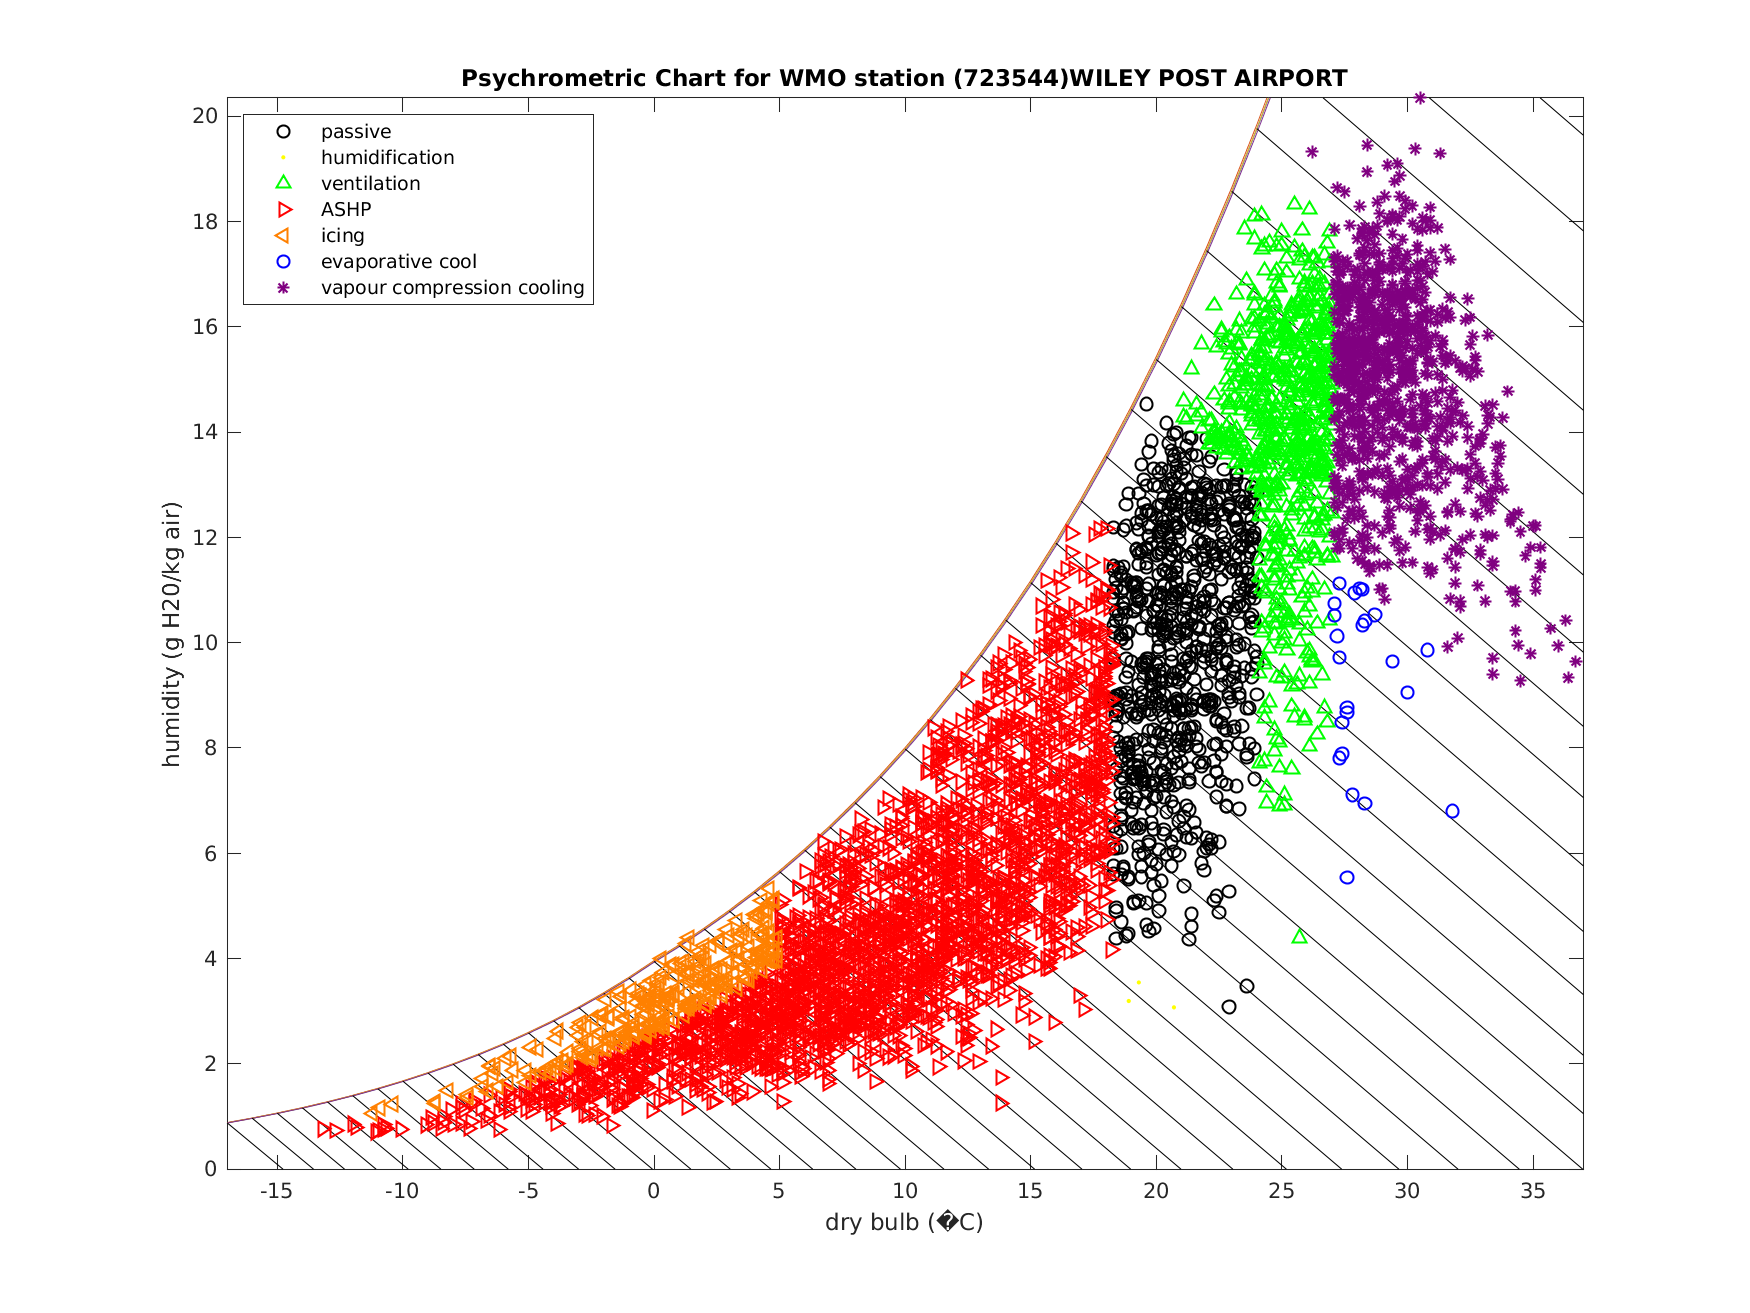 Psychrometric Chart for WMO station (723544)WILEY POST AIRPORT
passive
humidification
ventilation
ASHP
icing
evaporative cool
vapour compression cooling
humidity (g H20/kg air)
20
18
16
14
12
10
8
6
4
2
0
-15 -10 -5 0 5 10 15 20 25 30 35
dry bulb (�C)